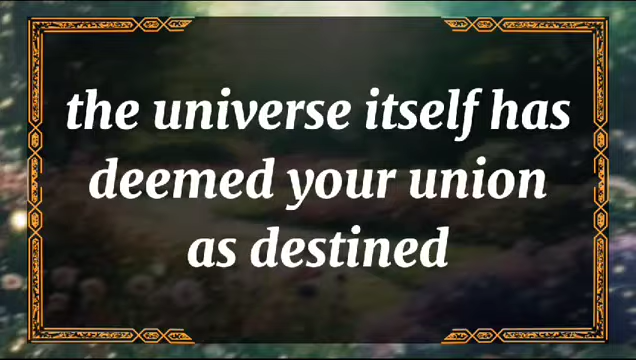 the universe itself has
deemed your union
as destined